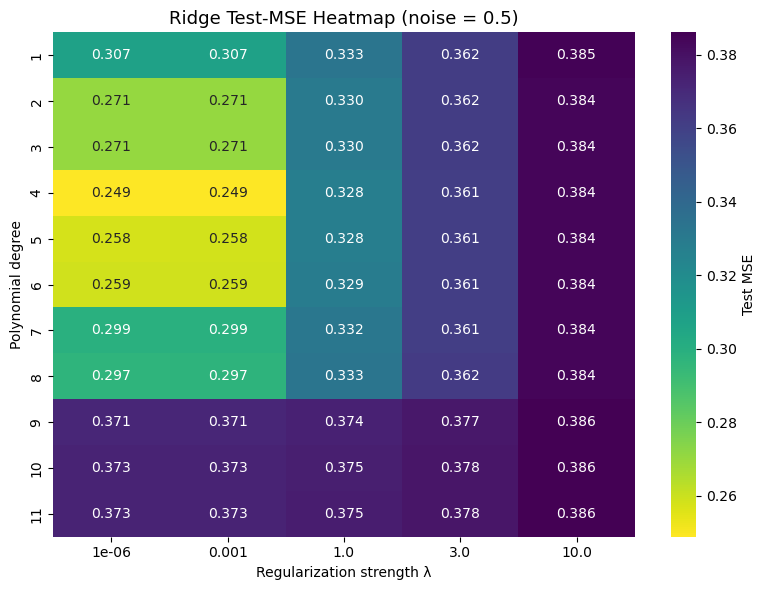 Ridge Test-MSE Heatmap (noise = 0.5)
Polynomial degree
1 0.307 0.307 0.333 0.362 0.385
2 0.271 0.271 0.330 0.362 0.384
3 0.271 0.271 0.330 0.362 0.384
4 0.249 0.249 0.328 0.361 0.384
5 0.258 0.258 0.328 0.361 0.384
6 0.259 0.259 0.329 0.361 0.384
7 0.299 0.299 0.332 0.361 0.384
8 0.297 0.297 0.333 0.362 0.384
9 0.371 0.371 0.374 0.377 0.386
10 0.373 0.373 0.375 0.378 0.386
11 0.373 0.373 0.375 0.378 0.386
1e-06 0.001 1.0 3.0 10.0
Regularization strength λ
0.38
0.36
0.34
0.32
0.30
0.28
0.26
Test MSE